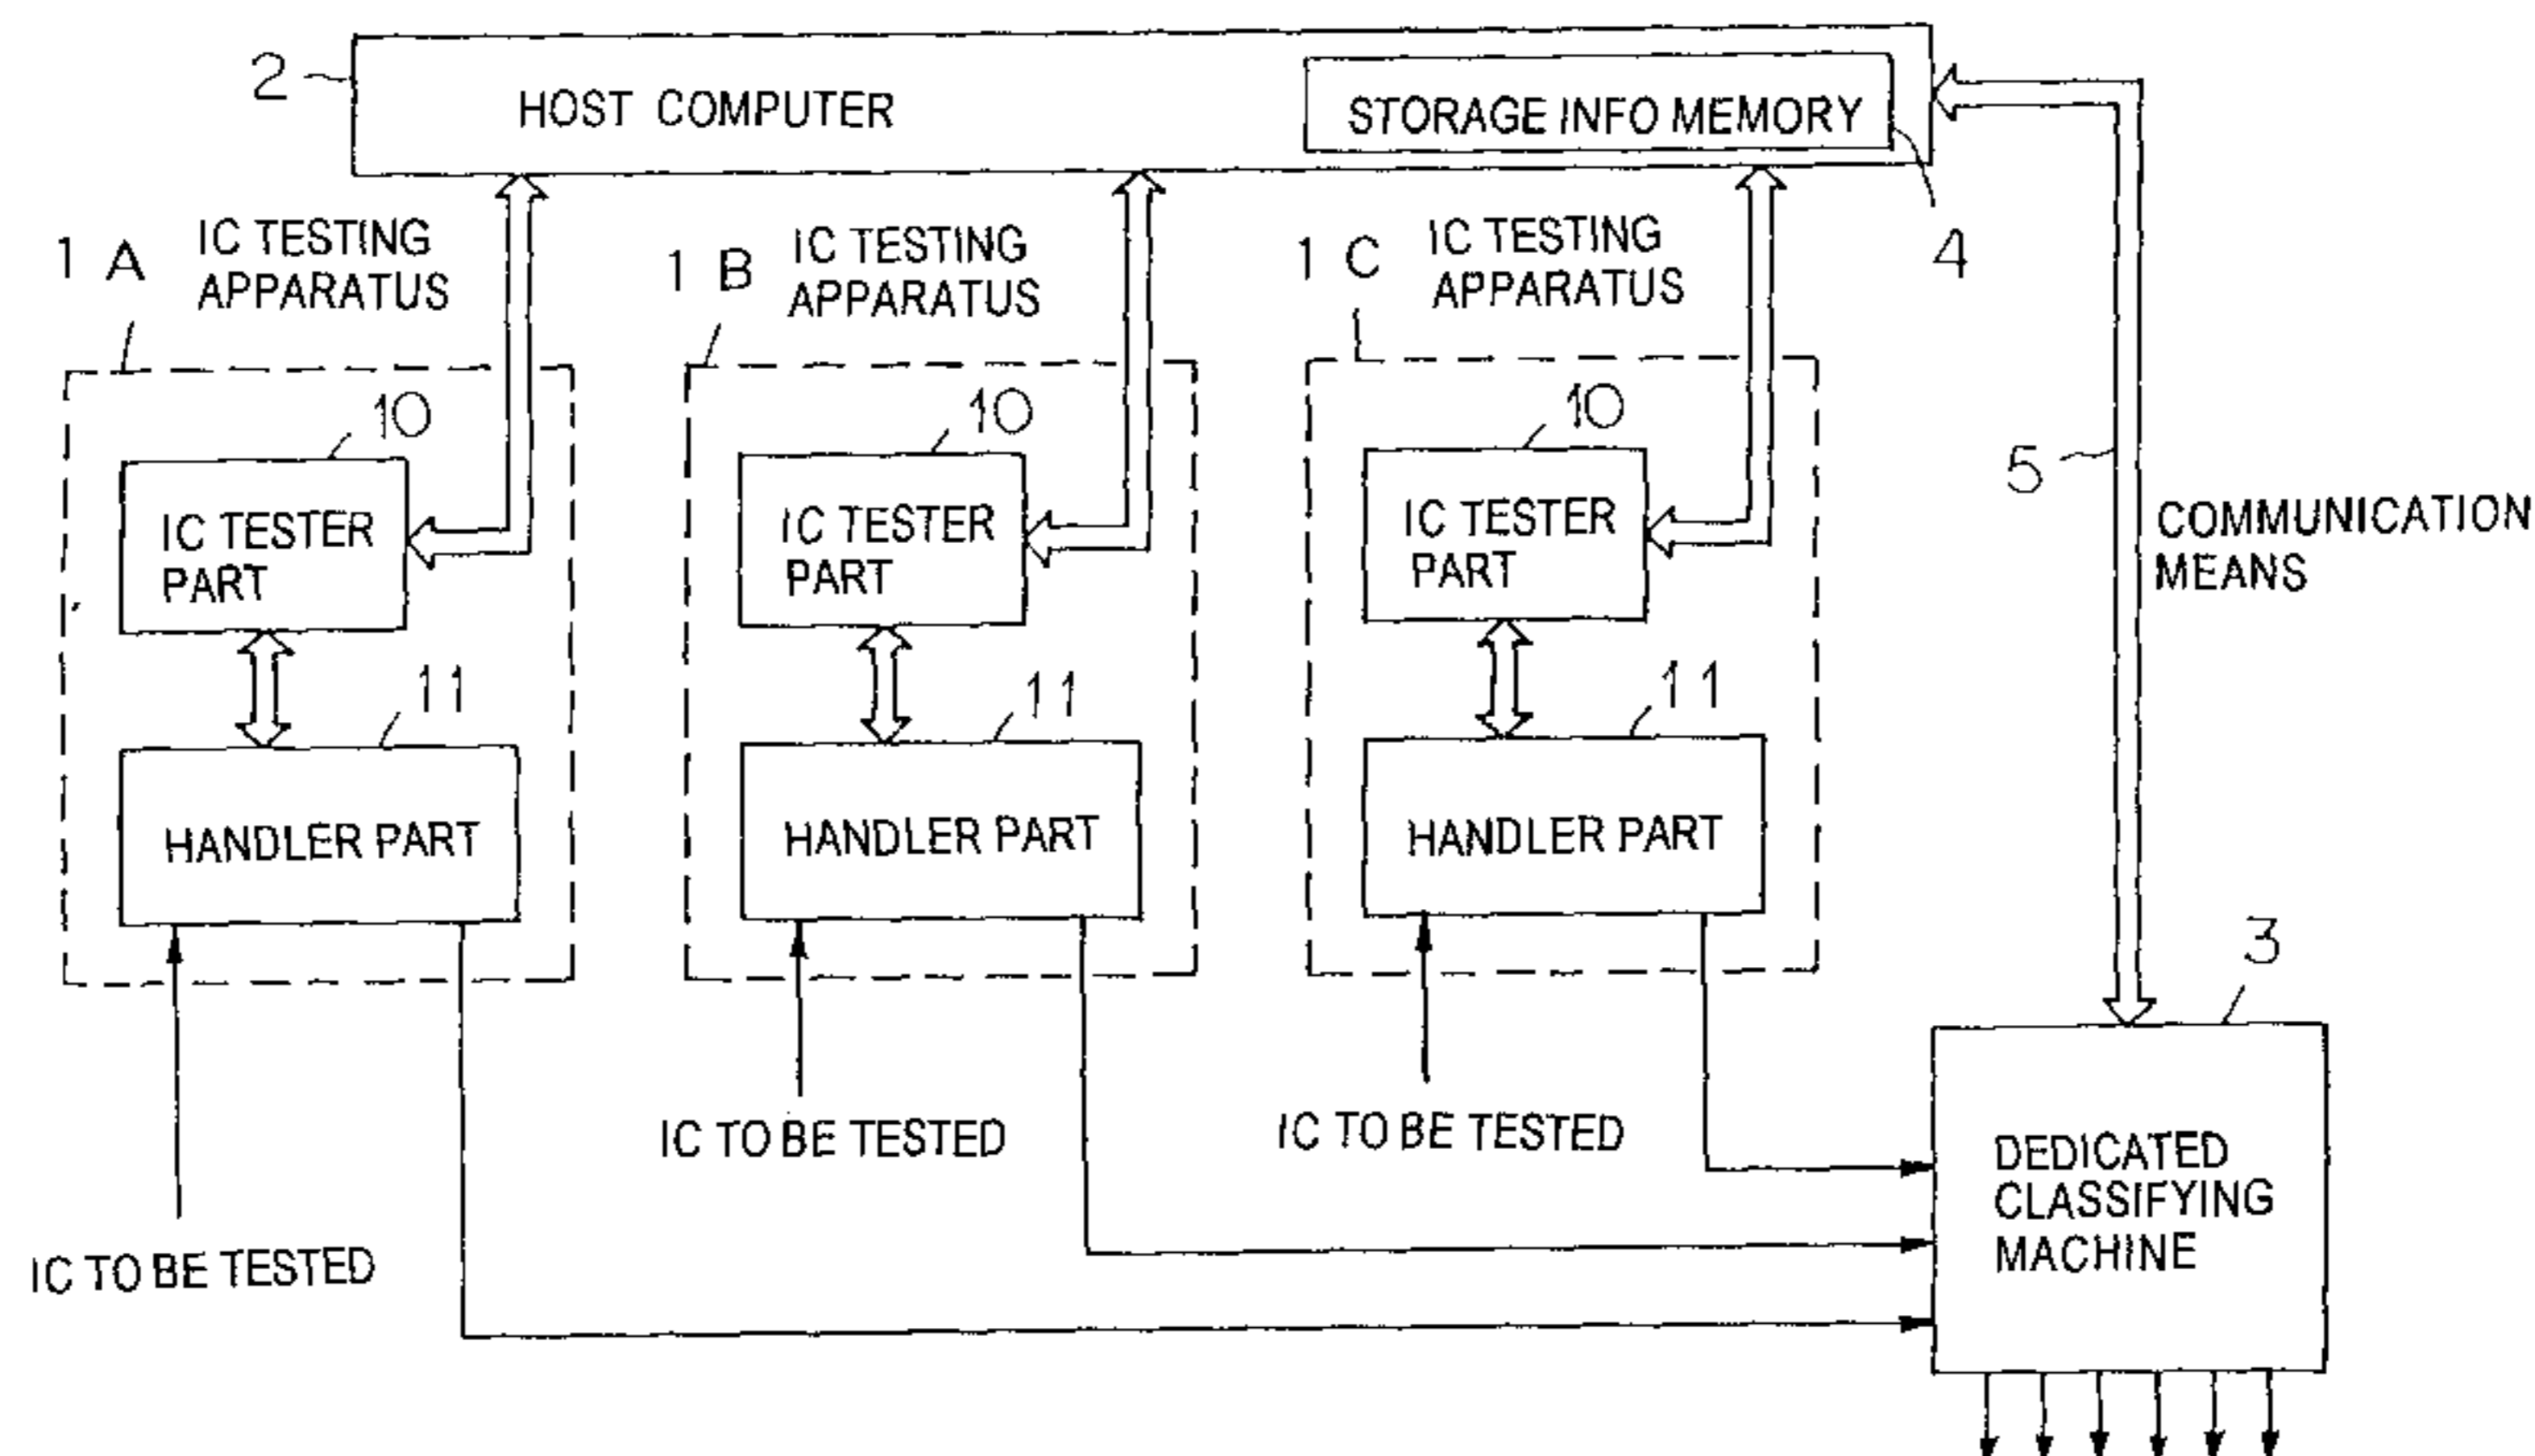 2
HOST COMPUTER
STORAGE INFO MEMORY
4
1 A
IC TESTING
APPARATUS
1 B
IC TESTING
APPARATUS
1 C
IC TESTING
APPARATUS
10
IC TESTER
PART
10
IC TESTER
PART
10
IC TESTER
PART
5
COMMUNICATION
MEANS
11
HANDLER PART
11
HANDLER PART
11
HANDLER PART
3
IC TO BE TESTED
IC TO BE TESTED
IC TO BE TESTED
DEDICATED
CLASSIFYING
MACHINE